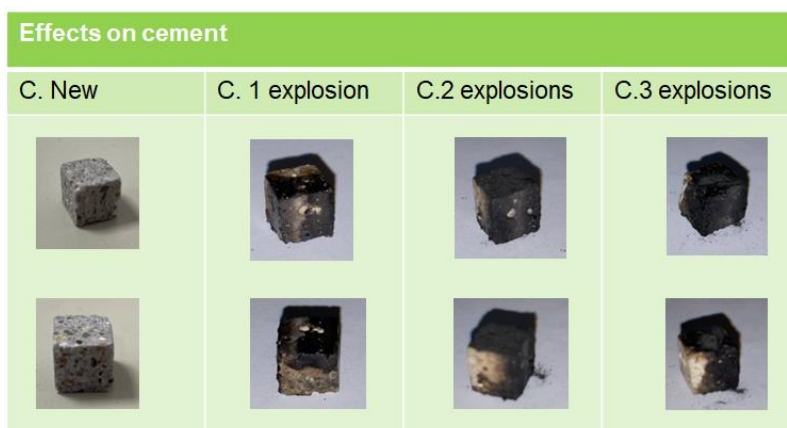 Effects on cement
C. New
C. 1 explosion
C.2 explosions
C.3 explosions